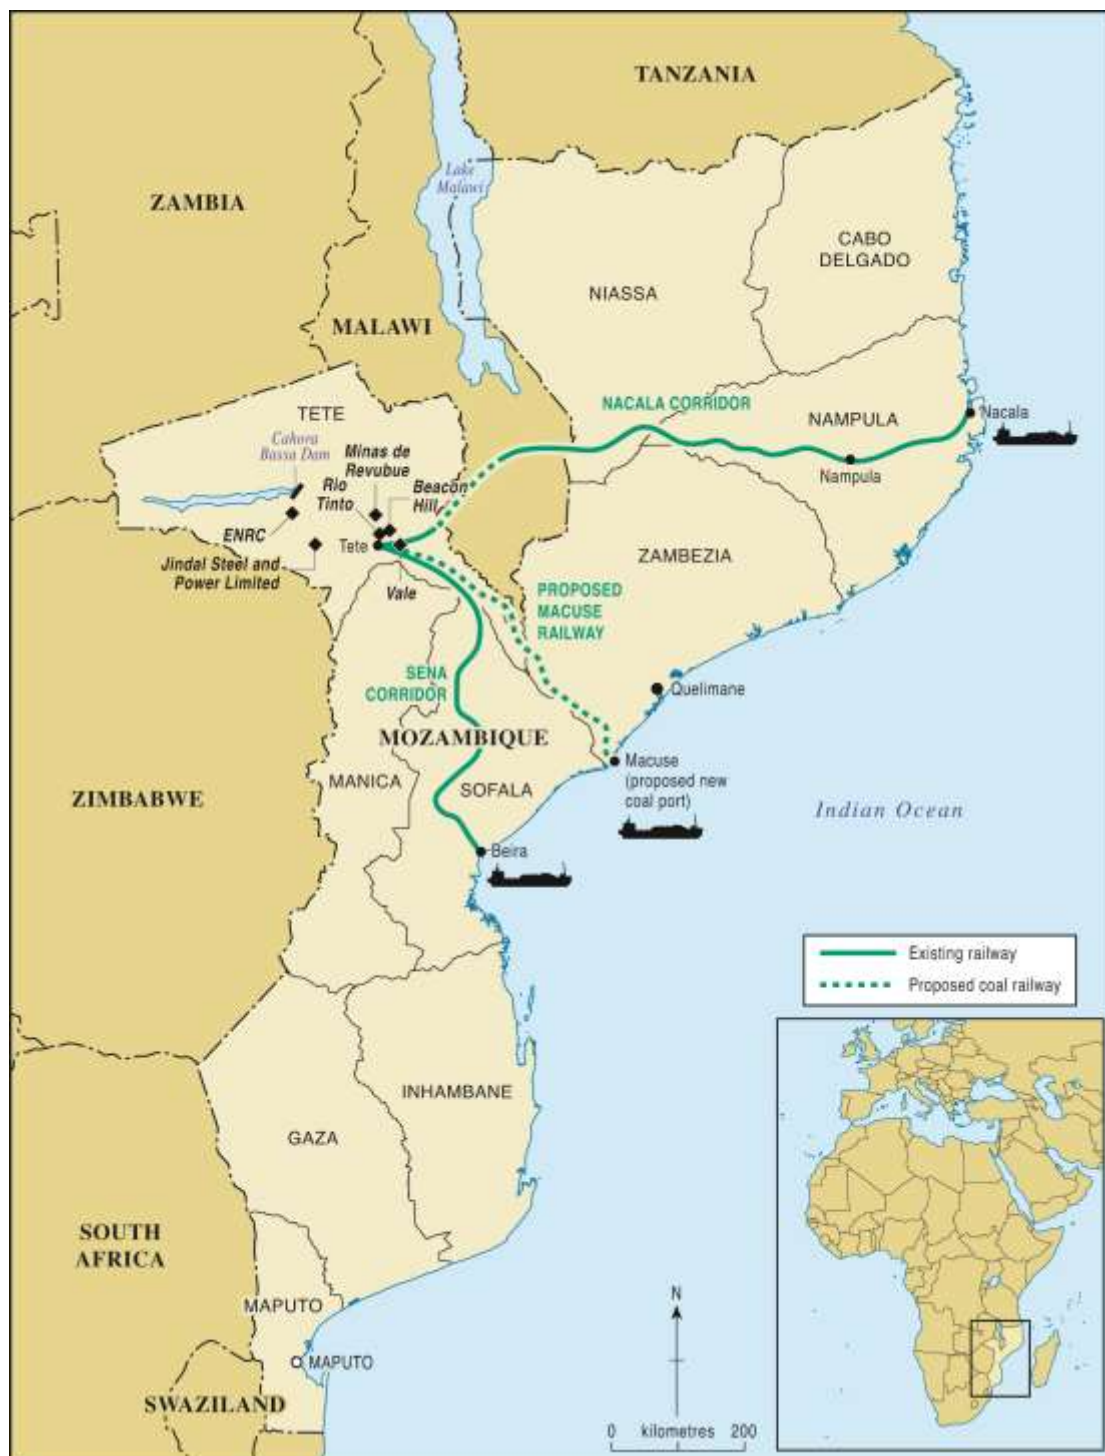 TANZANIA
Lake
Malawi
ZAMBIA
CABO
DELGADO
NIASSA
MALAWI
NACALA CORRIDOR
TETE
NAMPULA
Nacala
Cahora
Bassa Dam
Minas de
Revubue
Nampula
Rio
Tinto
Beacon
Hill
ENRC
Tete
ZAMBEZIA
Jindal Steel and
Power Limited
Vale
PROPOSED
MACUSE
RAILWAY
SENA
CORRIDOR
Quelimane
MOZAMBIQUE
Macuse
(proposed new
coal port)
MANICA
SOFALA
ZIMBABWE
Indian Ocean
Beira
Existing railway
Proposed coal railway
INHAMBANE
GAZA
SOUTH
AFRICA
MAPUTO
N
MAPUTO
SWAZILAND
0 kilometres 200